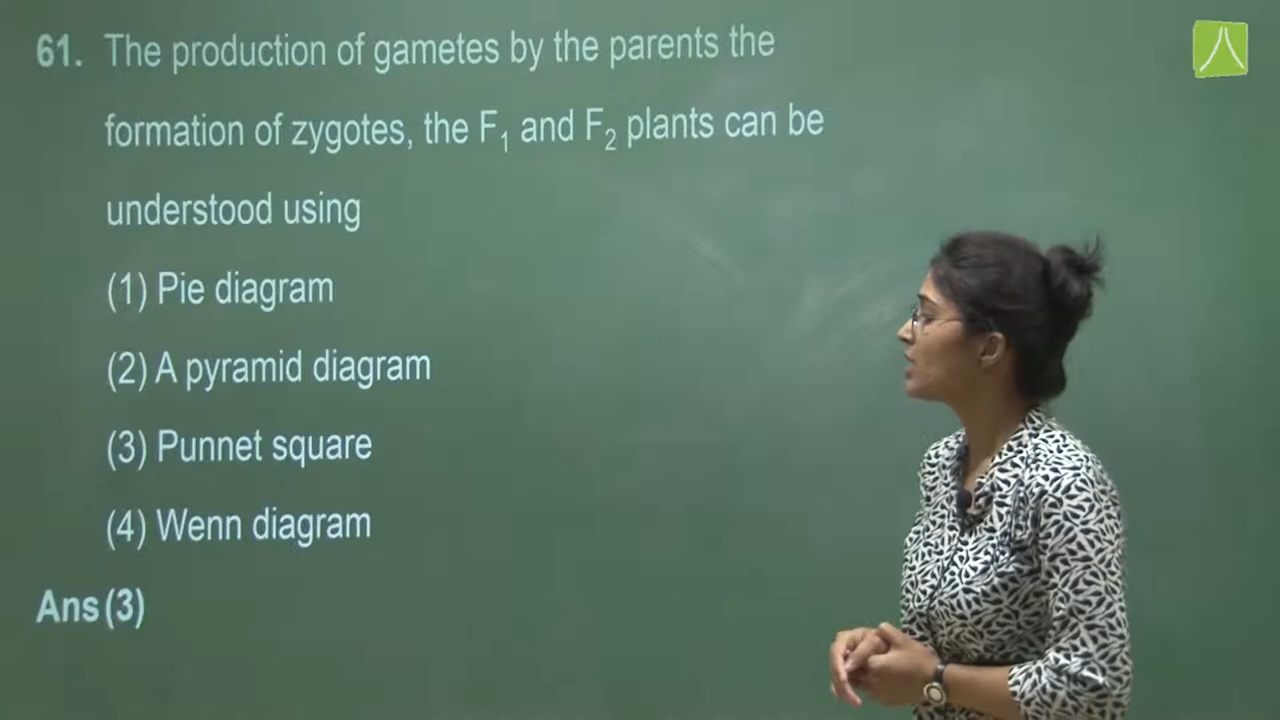 61. The production of gametes by the parents the
formation of zygotes, the F₁ and F₂ plants can be
understood using
(1) Pie diagram
(2) A pyramid diagram
(3) Punnet square
(4) Wenn diagram
Ans (3)